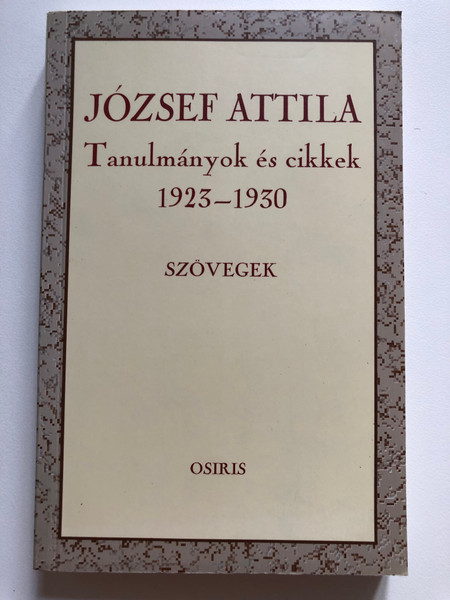 JÓZSEF ATTILA
Tanulmányok és cikkek
1923–1930
SZÖVEGEK
OSIRIS